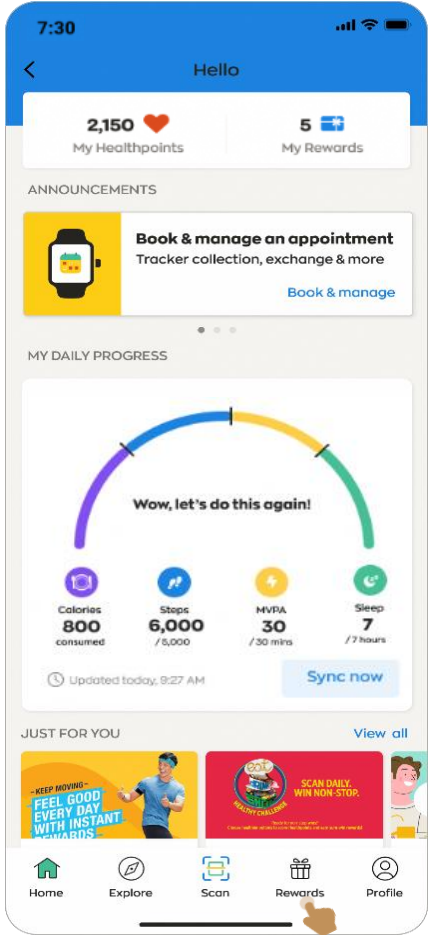 7:30
Hello
2,150
My Healthpoints
5
My Rewards
ANNOUNCEMENTS
Book & manage an appointment
Tracker collection, exchange & more
Book & manage
MY DAILY PROGRESS
Wow, let's do this again!
Calories
800
consumed
Steps
6,000
/5,000
MVPA
30
/30 mins
Sleep
7
/7 hours
Updated today, 9:27 AM
Sync now
JUST FOR YOU
View all
-KEEP MOVING-
FEEL GOOD
EVERY DAY
WITH INSTANT
REWARDS
eat
HEALTHY CHALLENGE
SCAN DAILY.
WIN NON-STOP.
Home
Explore
Scan
Rewards
Profile